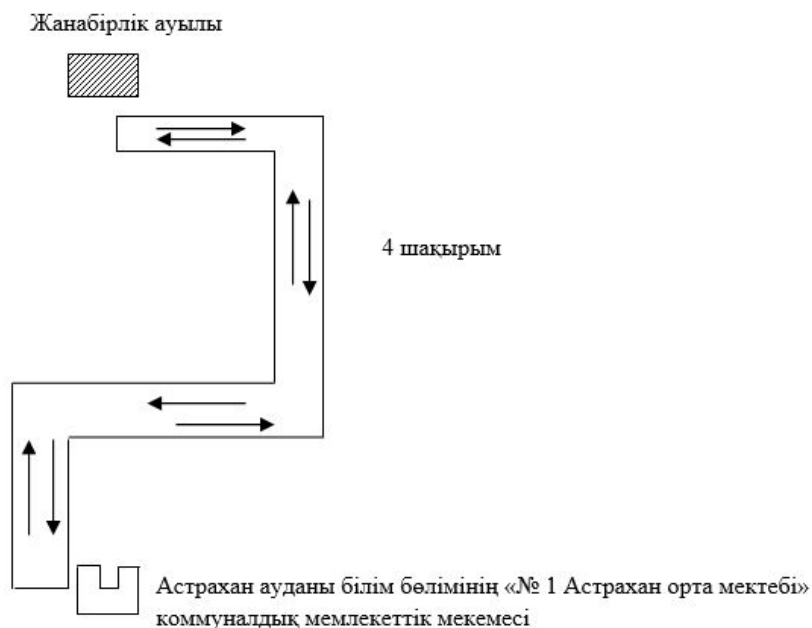 Жанабірлік ауылы
4 шақырым
Астрахан ауданы білім бөлімінің «№ 1 Астрахан орта мектебі»
коммуналдық мемлекеттік мекемесі